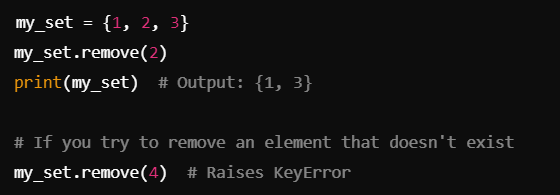 my_set = {1, 2, 3}
my_set.remove(2)
print(my_set)  # Output: {1, 3}

# If you try to remove an element that doesn't exist
my_set.remove(4)  # Raises KeyError